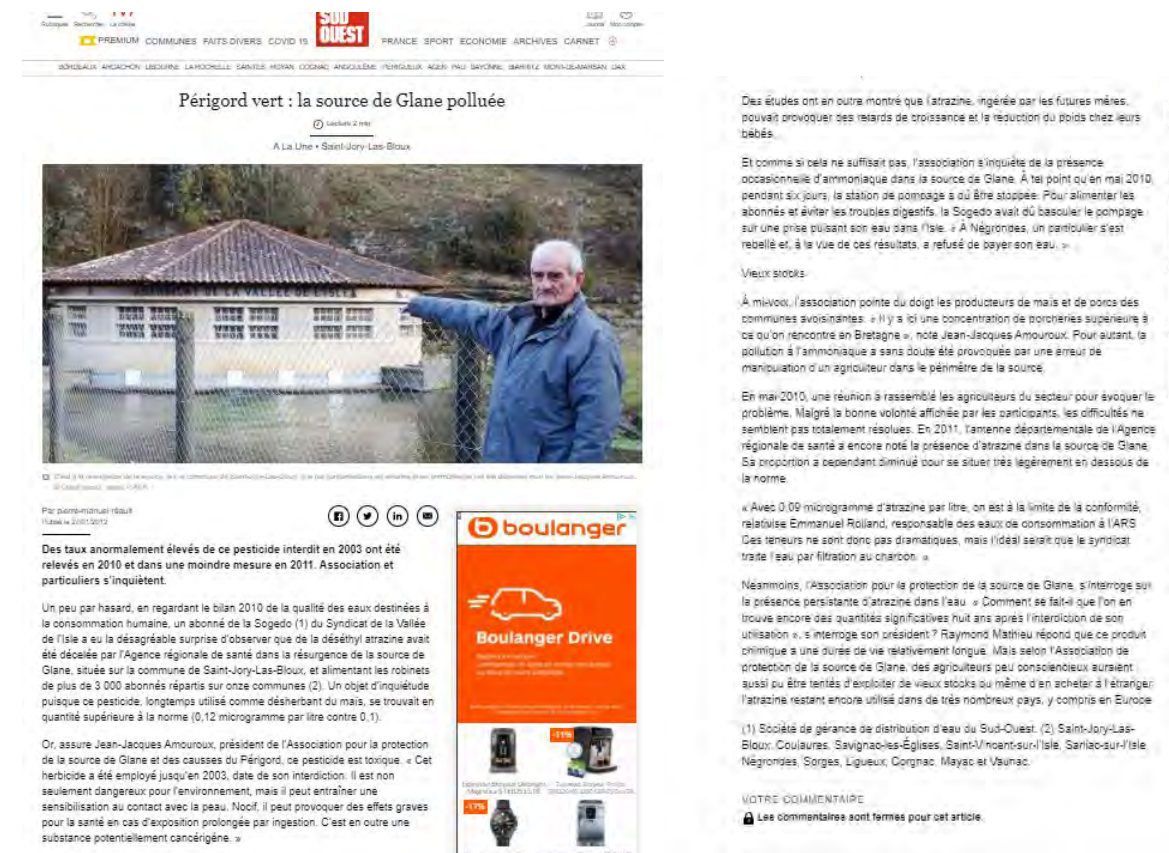 Rubriques Recherche
SUD
OUEST
Journal Mon compte
PREMIUM COMMUNES FAITS DIVERS COVID 19 FRANCE SPORT ECONOMIE ARCHIVES CARNET
BORDEAUX ARCACHON LIBOURNE LA ROCHELLE SAINTES ROYAN COGNAC ANGOULÊME PÉRIGUEUX AGEN PAU BAYONNE BIARRITZ MONT-DE-MARSAN DAX
Périgord vert : la source de Glane polluée
Lecture 2 min
A La Une • Saint-Jory-Las-Bloux
SYNDICAT DE LA VALLEE DE L'ISLE
Par pierre-manuel réault
Publié le 27/01/2012
Des taux anormalement élevés de ce pesticide interdit en 2003 ont été
relevés en 2010 et dans une moindre mesure en 2011. Association et
particuliers s'inquiètent.
Un peu par hasard, en regardant le bilan 2010 de la qualité des eaux destinées à
la consommation humaine, un abonné de la Sogedo (1) du Syndicat de la Vallée
de l'Isle a eu la désagréable surprise d'observer que de la déséthyl atrazine avait
été décelée par l'Agence régionale de santé dans la résurgence de la source de
Glane, située sur la commune de Saint-Jory-Las-Bloux, et alimentant les robinets
de plus de 3 000 abonnés répartis sur onze communes (2). Un objet d'inquiétude
puisque ce pesticide, longtemps utilisé comme désherbant du maïs, se trouvait en
quantité supérieure à la norme (0,12 microgramme par litre contre 0,1).
Or, assure Jean-Jacques Amouroux, président de l'Association pour la protection
de la source de Glane et des causses du Périgord, ce pesticide est toxique. « Cet
herbicide a été employé jusqu'en 2003, date de son interdiction. Il est non
seulement dangereux pour l'environnement, mais il peut entraîner une
sensibilisation au contact avec la peau. Nocif, il peut provoquer des effets graves
pour la santé en cas d'exposition prolongée par ingestion. C'est en outre une
substance potentiellement cancérigène. »
boulanger
Boulanger Drive
-11%
-17%
Des études ont en outre montré que l'atrazine, ingérée par les futures mères,
pouvait provoquer des retards de croissance et la réduction du poids chez leurs
bébés.
Et comme si cela ne suffisait pas, l'association s'inquiète de la présence
occasionnelle d'ammoniaque dans la source de Glane. À tel point qu'en mai 2010,
pendant six jours, la station de pompage a dû être stoppée. Pour alimenter les
abonnés et éviter les troubles digestifs, la Sogedo avait dû basculer le pompage
sur une prise puisant son eau dans l'Isle. « À Négrondes, un particulier s'est
rebellé et, à la vue de ces résultats, a refusé de payer son eau. »
Vieux stocks
À mi-voix, l'association pointe du doigt les producteurs de maïs et de porcs des
communes avoisinantes. « Il y a ici une concentration de porcheries supérieure à
ce qu'on rencontre en Bretagne », note Jean-Jacques Amouroux. Pour autant, la
pollution à l'ammoniaque a sans doute été provoquée par une erreur de
manipulation d'un agriculteur dans le périmètre de la source.
En mai 2010, une réunion a rassemblé les agriculteurs du secteur pour évoquer le
problème. Malgré la bonne volonté affichée par les participants, les difficultés ne
semblent pas totalement résolues. En 2011, l'antenne départementale de l'Agence
régionale de santé a encore noté la présence d'atrazine dans la source de Glane.
Sa proportion a cependant diminué pour se situer très légèrement en dessous de
la norme.
« Avec 0,09 microgramme d'atrazine par litre, on est à la limite de la conformité,
relativise Emmanuel Rolland, responsable des eaux de consommation à l'ARS.
Ces teneurs ne sont donc pas dramatiques, mais l'idéal serait que le syndicat
traite l'eau par filtration au charbon. »
Néanmoins, l'Association pour la protection de la source de Glane, s'interroge sur
la présence persistante d'atrazine dans l'eau. « Comment se fait-il que l'on en
trouve encore des quantités significatives huit ans après l'interdiction de son
utilisation », s'interroge son président ? Raymond Mathieu répond que ce produit
chimique a une durée de vie relativement longue. Mais selon l'Association de
protection de la source de Glane, des agriculteurs peu consciencieux auraient
aussi pu être tentés d'exploiter de vieux stocks ou même d'en acheter à l'étranger,
l'atrazine restant encore utilisé dans de très nombreux pays, y compris en Europe.
(1) Société de gérance de distribution d'eau du Sud-Ouest. (2) Saint-Jory-Las-
Bloux, Coulaures, Savignac-les-Églises, Saint-Vincent-sur-l'Isle, Sarliac-sur-l'Isle,
Négrondes, Sorges, Ligueux, Corgnac, Mayac et Vaunac.
VOTRE COMMENTAIRE
Les commentaires sont fermés pour cet article.